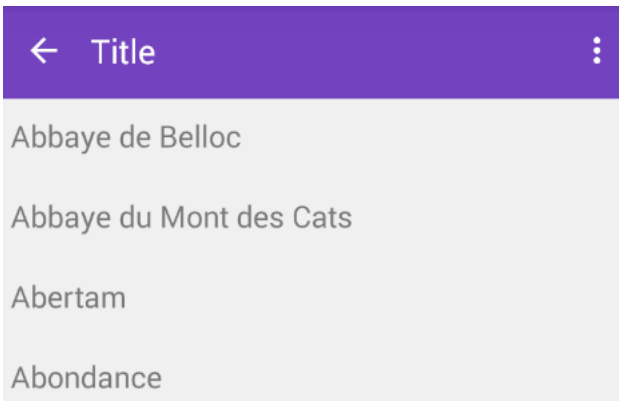 Title
Abbaye de Belloc
Abbaye du Mont des Cats
Abertam
Abondance